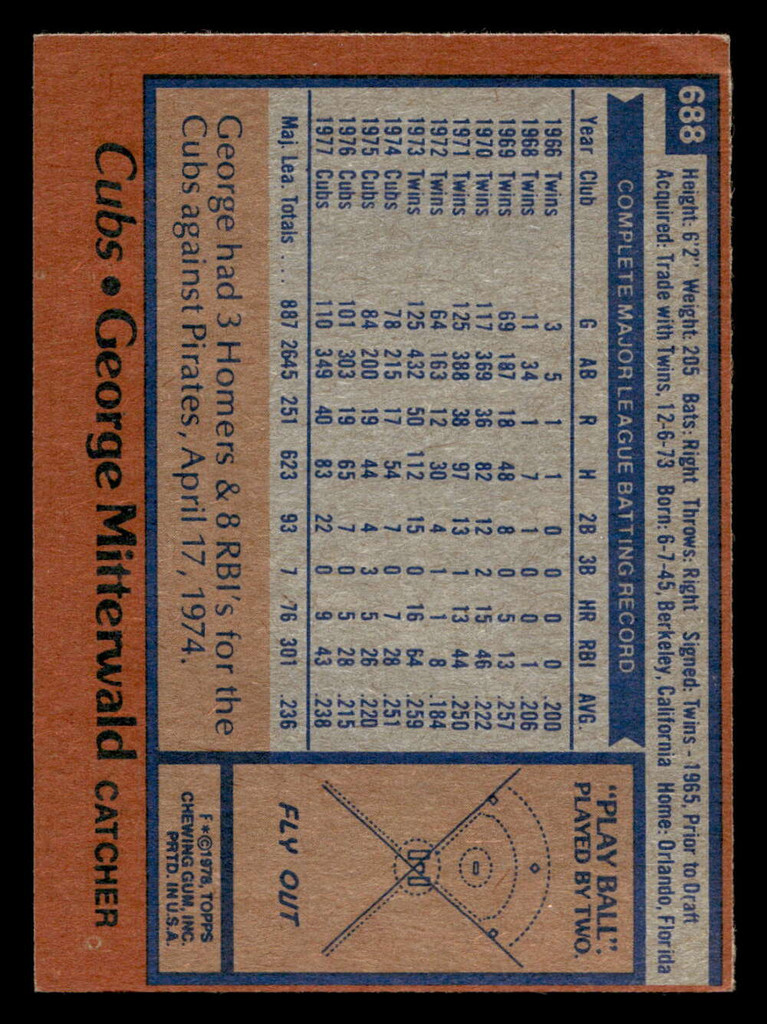 688
Height: 6'2" Weight: 205 Bats: Right Throws: Right Signed: Twins - 1965, Prior to Draft
Acquired: Trade with Twins, 12-6-73 Born: 6-7-45, Berkeley, California Home: Orlando, Florida
COMPLETE MAJOR LEAGUE BATTING RECORD
Year Club G AB R H 2B 3B HR RBI AVG.
1966 Twins 3 5 1 1 0 0 0 0 .200
1968 Twins 11 34 1 7 1 0 0 1 .206
1969 Twins 69 187 18 48 8 0 5 13 .257
1970 Twins 117 369 36 82 12 2 15 46 .222
1971 Twins 125 388 38 97 13 1 13 44 .250
1972 Twins 64 163 12 30 4 1 1 8 .184
1973 Twins 125 432 50 112 15 0 16 64 .259
1974 Cubs 78 215 17 54 7 0 7 28 .251
1975 Cubs 84 200 19 44 4 3 5 26 .220
1976 Cubs 101 303 19 65 7 0 5 28 .215
1977 Cubs 110 349 40 83 22 0 9 43 .238
Maj. Lea. Totals .... 887 2645 251 623 93 7 76 301 .236
George had 3 Homers & 8 RBI's for the
Cubs against Pirates, April 17, 1974.
"PLAY BALL".
PLAYED BY TWO.
FLY OUT
F*©1978, TOPPS
CHEWING GUM, INC.
PRTD. IN U.S.A.
Cubs • George Mitterwald CATCHER